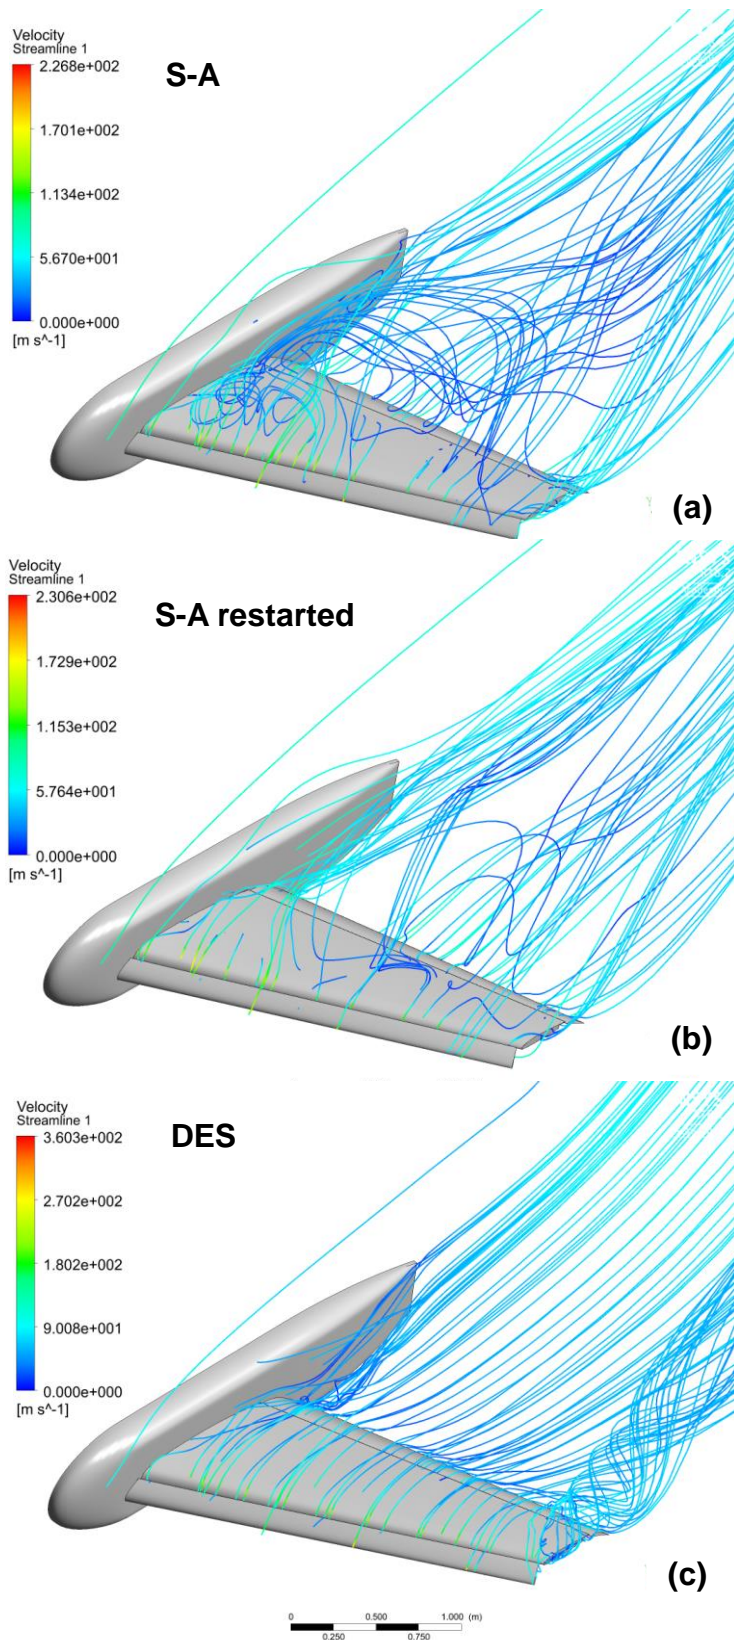 Velocity
Streamline 1
S-A
2.268e+002
1.701e+002
1.134e+002
5.670e+001
0.000e+000
[m s^-1]
(a)
Velocity
Streamline 1
S-A restarted
2.306e+002
1.729e+002
1.153e+002
5.764e+001
0.000e+000
[m s^-1]
(b)
Velocity
Streamline 1
DES
3.603e+002
2.702e+002
1.802e+002
9.008e+001
0.000e+000
[m s^-1]
(c)
0 0.500 1.000 (m)
0.250 0.750